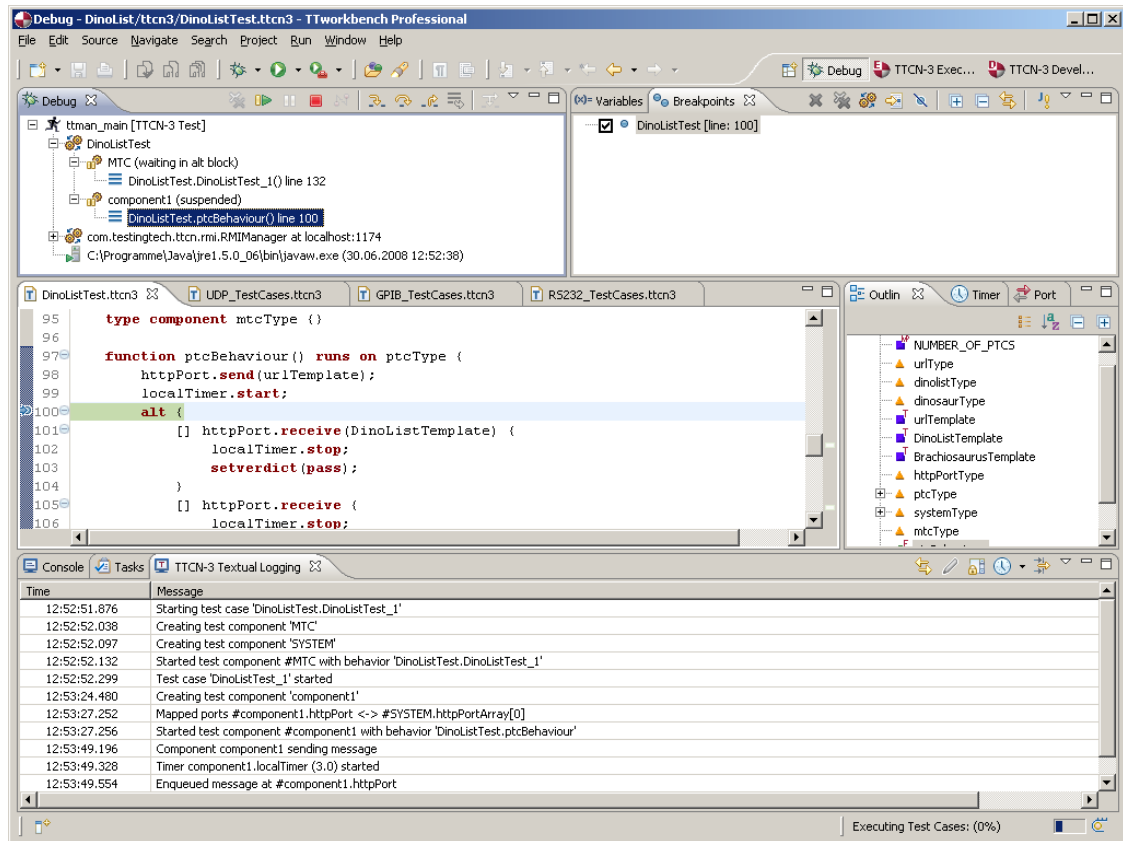 Debug - DinoList/ttcn3/DinoListTest.ttcn3 - TTworkbench Professional
File Edit Source Navigate Search Project Run Window Help
Debug TTCN-3 Exec... TTCN-3 Devel...
Debug
ttman_main [TTCN-3 Test]
DinoListTest
MTC (waiting in alt block)
DinoListTest.DinoListTest_1() line 132
component1 (suspended)
DinoListTest.ptcBehaviour() line 100
com.testingtech.ttcn.rmi.RMIManager at localhost:1174
C:\Programme\Java\jre1.5.0_06\bin\javaw.exe (30.06.2008 12:52:38)
(x)= Variables Breakpoints
DinoListTest [line: 100]
DinoListTest.ttcn3 UDP_TestCases.ttcn3 GPIB_TestCases.ttcn3 RS232_TestCases.ttcn3
95 type component mtcType {}
96
97 function ptcBehaviour() runs on ptcType {
98 httpPort.send(urlTemplate);
99 localTimer.start;
100 alt {
101 [] httpPort.receive(DinoListTemplate) {
102 localTimer.stop;
103 setverdict(pass);
104 }
105 [] httpPort.receive {
106 localTimer.stop;
Outlin Timer Port
NUMBER_OF_PTCS
urlType
dinolistType
dinosaurType
urlTemplate
DinoListTemplate
BrachiosaurusTemplate
httpPortType
ptcType
systemType
mtcType
Console Tasks TTCN-3 Textual Logging
Time Message
12:52:51.876 Starting test case 'DinoListTest.DinoListTest_1'
12:52:52.038 Creating test component 'MTC'
12:52:52.097 Creating test component 'SYSTEM'
12:52:52.132 Started test component #MTC with behavior 'DinoListTest.DinoListTest_1'
12:52:52.299 Test case 'DinoListTest_1' started
12:53:24.480 Creating test component 'component1'
12:53:27.252 Mapped ports #component1.httpPort <-> #SYSTEM.httpPortArray[0]
12:53:27.256 Started test component #component1 with behavior 'DinoListTest.ptcBehaviour'
12:53:49.196 Component component1 sending message
12:53:49.328 Timer component1.localTimer (3.0) started
12:53:49.554 Enqueued message at #component1.httpPort
Executing Test Cases: (0%)